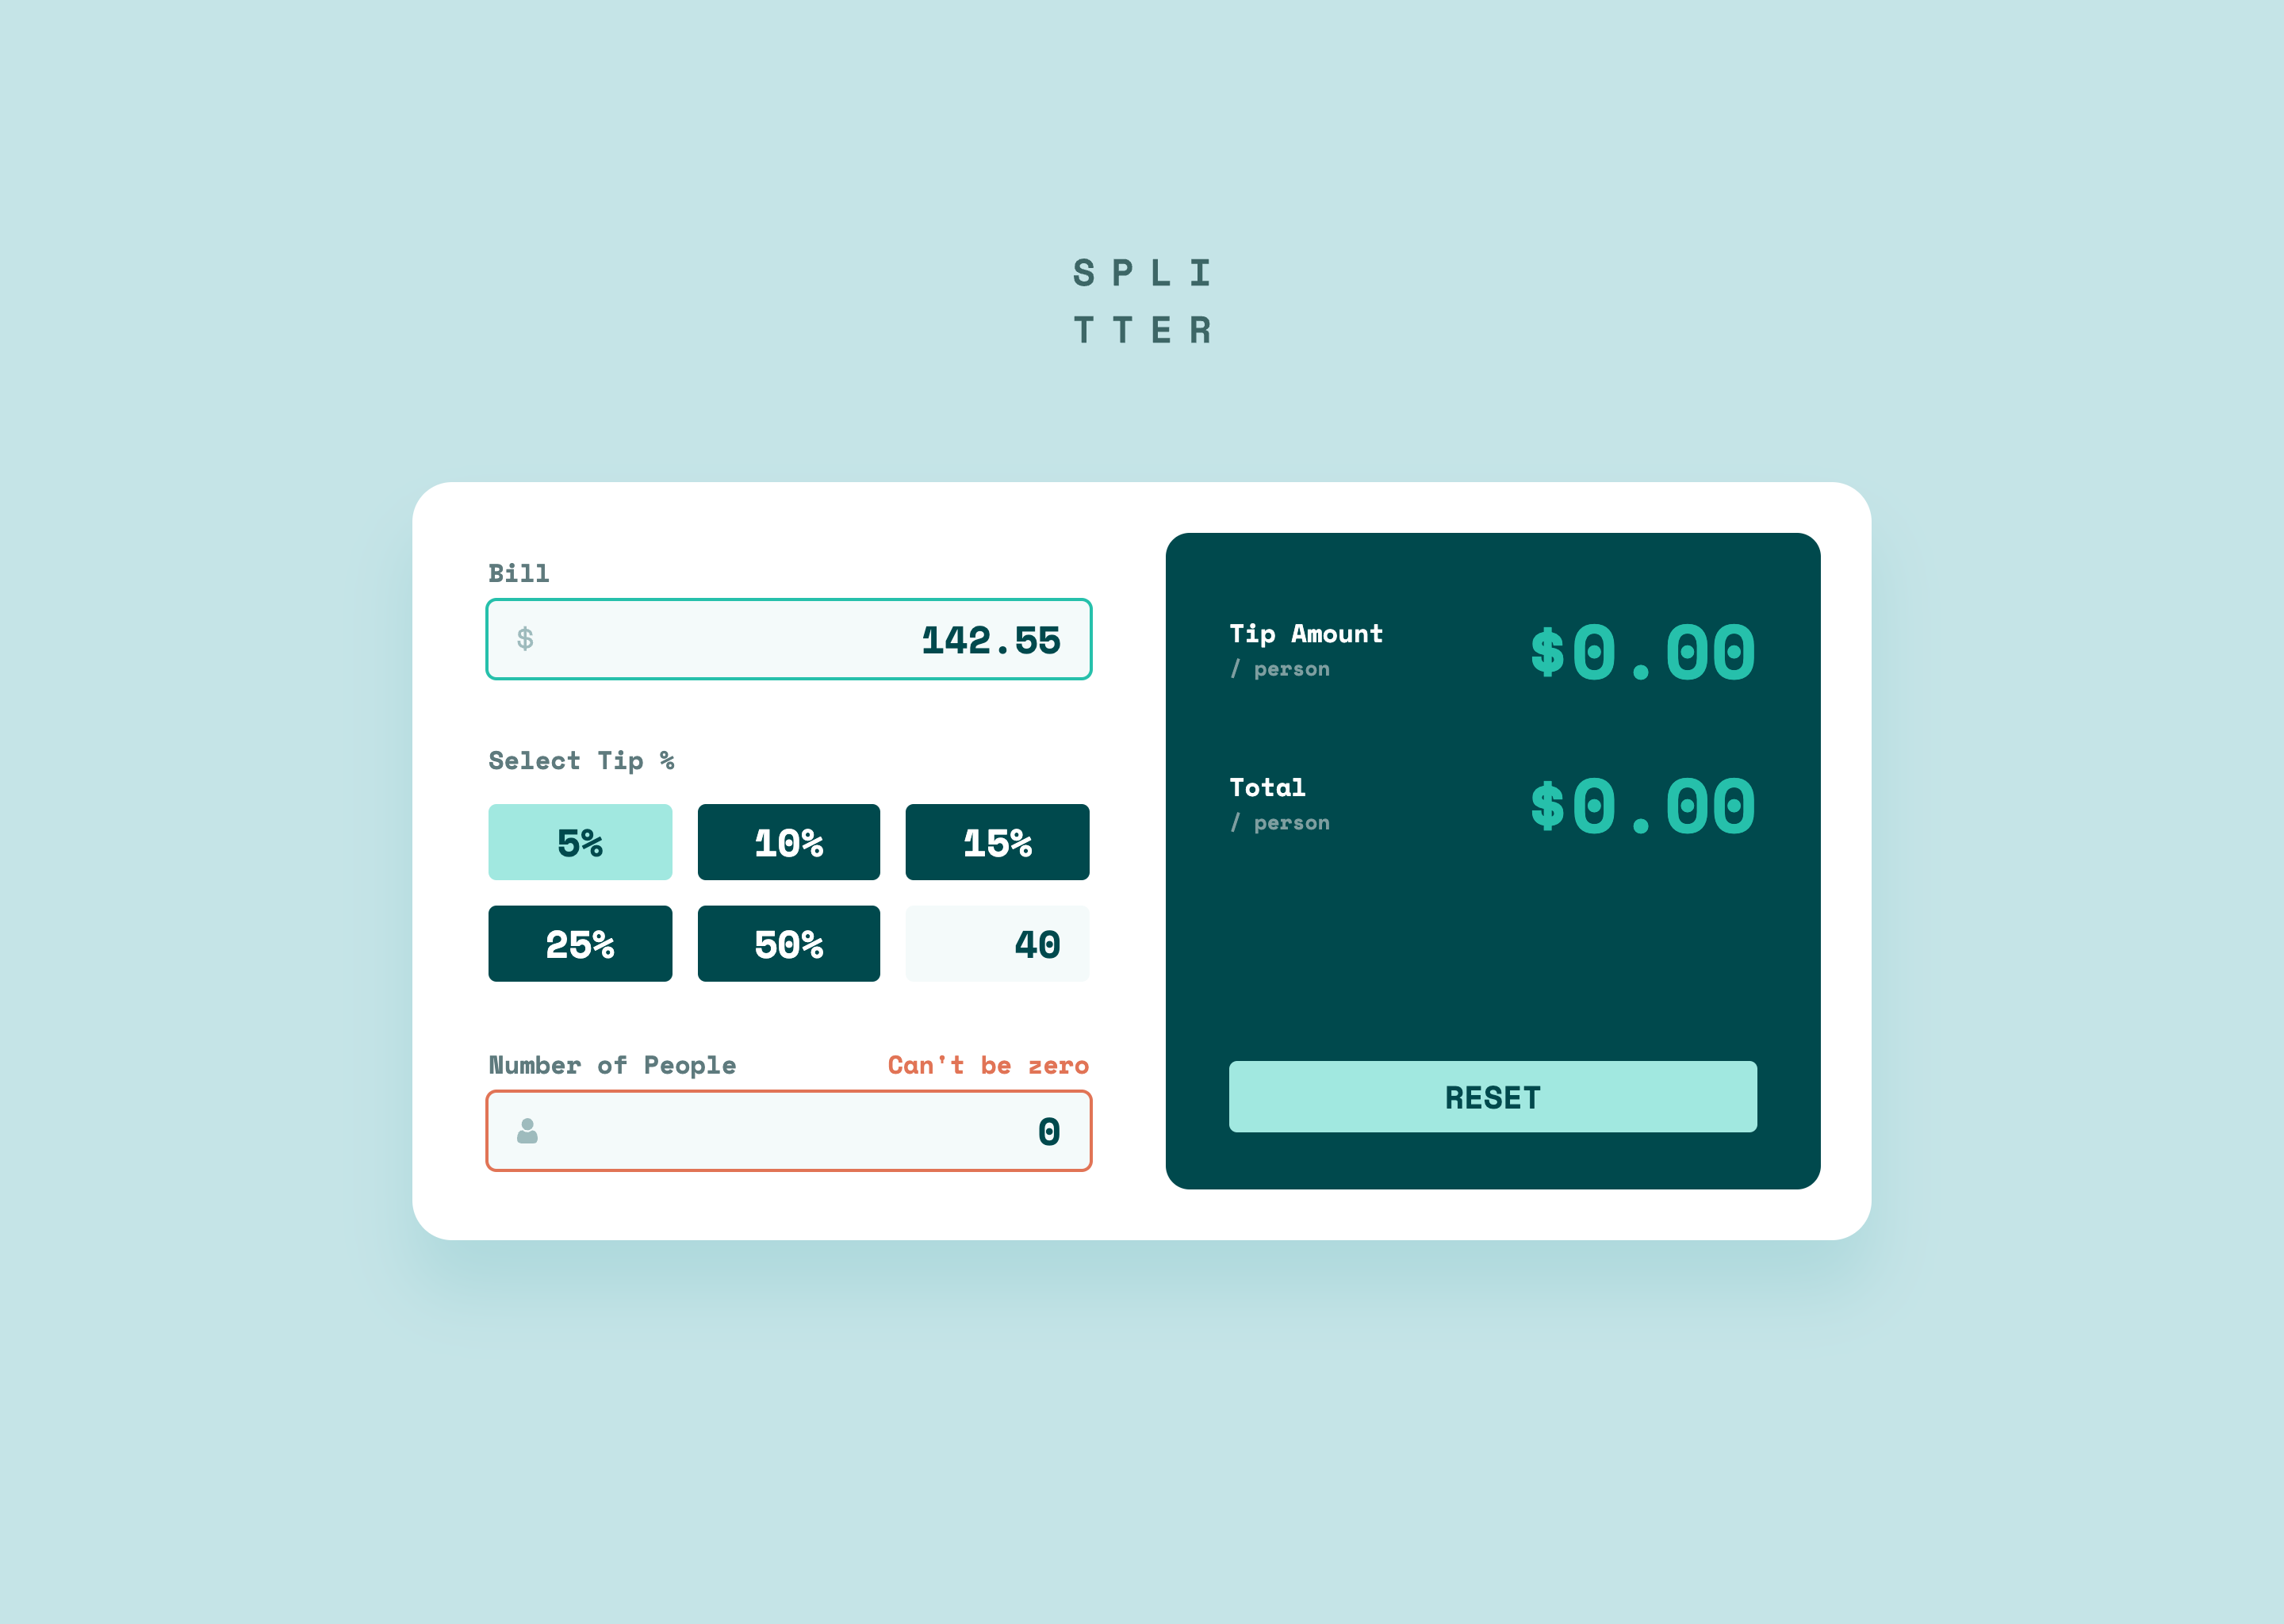 SPLI
TTER
Bill
$ 142.55
Select Tip %
5% 10% 15%
25% 50% 40
Number of People Can't be zero
0
Tip Amount $0.00
/ person
Total $0.00
/ person
RESET